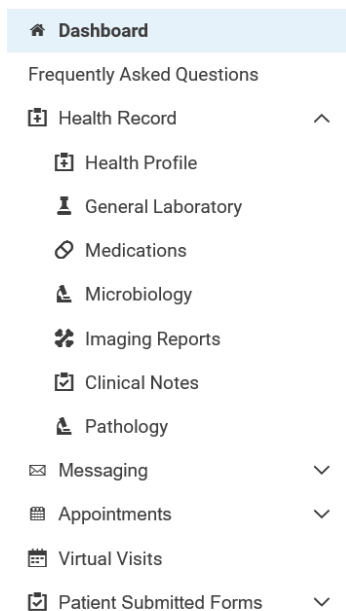 Dashboard
Frequently Asked Questions
Health Record
Health Profile
General Laboratory
Medications
Microbiology
Imaging Reports
Clinical Notes
Pathology
Messaging
Appointments
Virtual Visits
Patient Submitted Forms